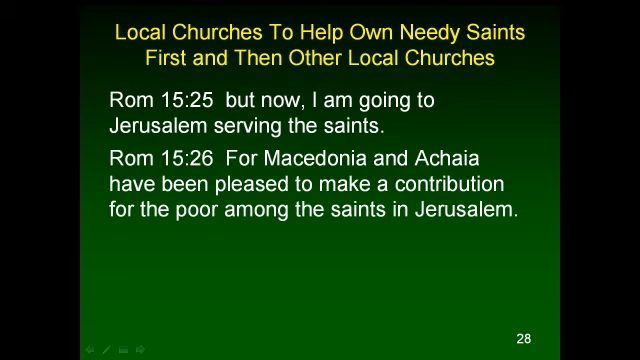 Local Churches To Help Own Needy Saints
First and Then Other Local Churches
Rom 15:25  but now, I am going to
Jerusalem serving the saints.
Rom 15:26  For Macedonia and Achaia
have been pleased to make a contribution
for the poor among the saints in Jerusalem.
28